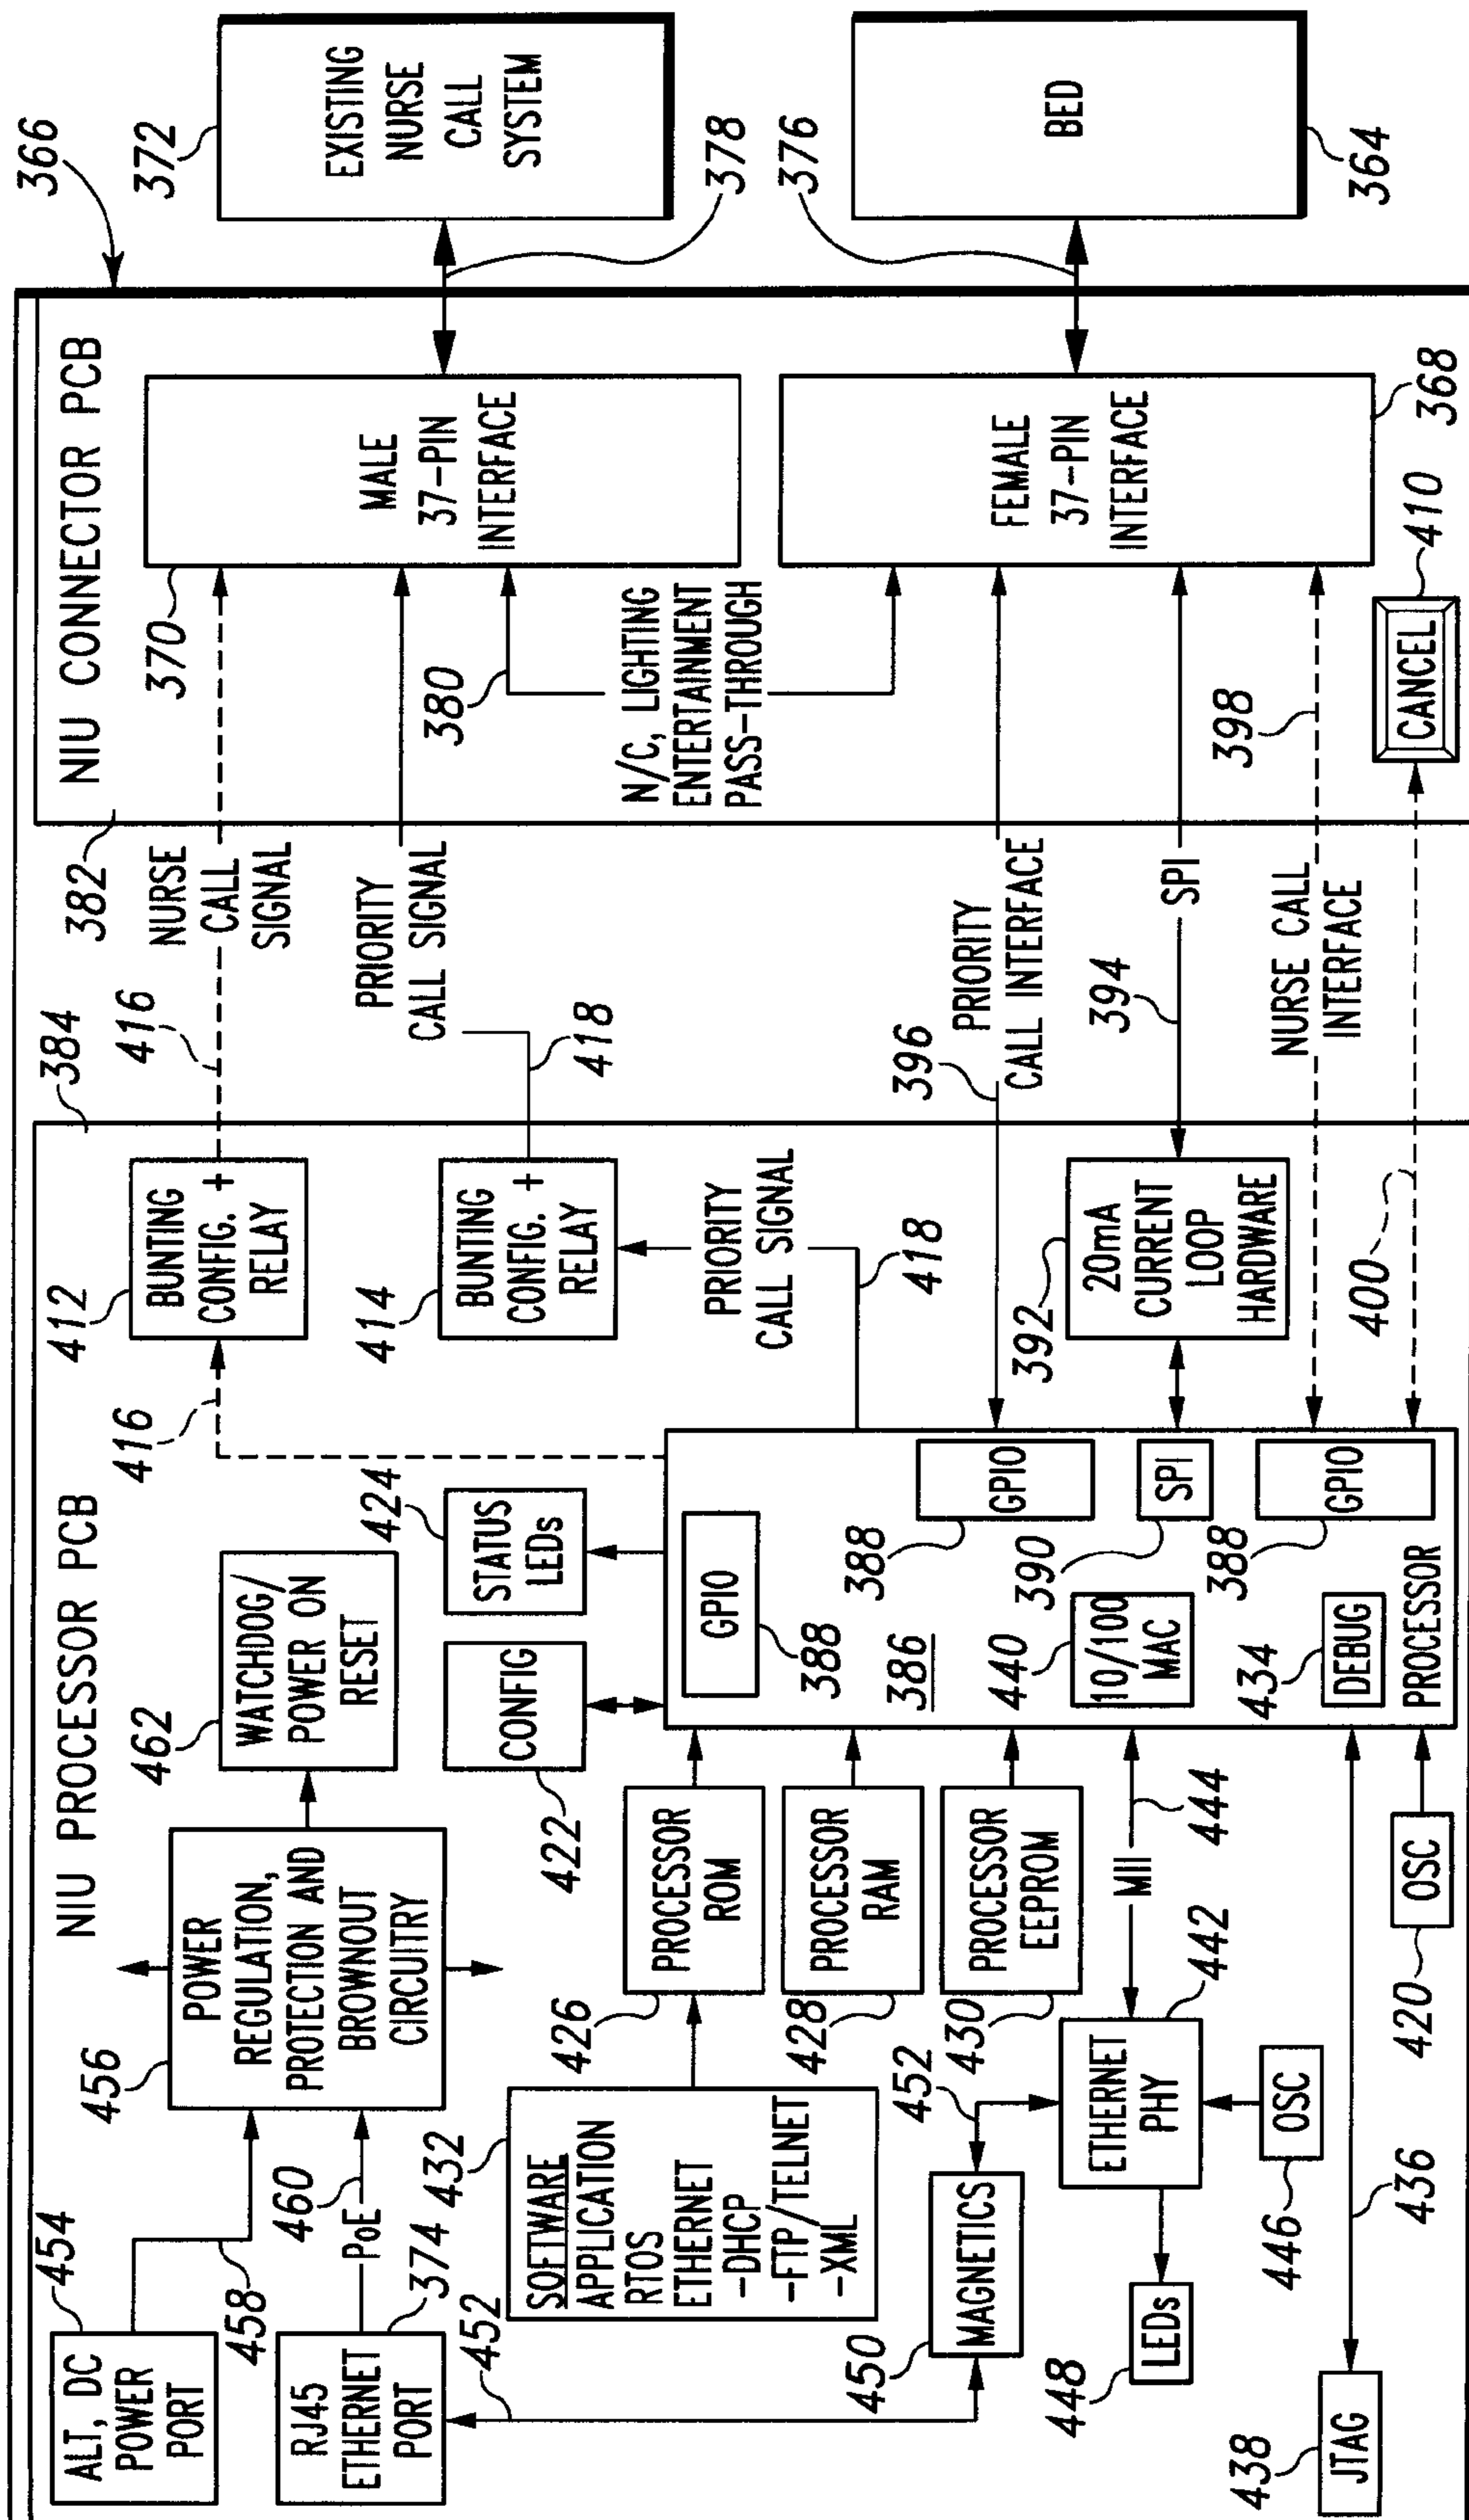 366
NIU PROCESSOR PCB
384
NIU CONNECTOR PCB
382
454
ALT, DC
POWER
PORT
458
RJ45
ETHERNET
PORT
374
460
PoE
452
456
POWER
REGULATION,
PROTECTION AND
BROWNOUT
CIRCUITRY
462
WATCHDOG/
POWER ON
RESET
416
412
BUNTING
CONFIG. +
RELAY
416
NURSE
CALL
SIGNAL
370
MALE
37-PIN
INTERFACE
372
EXISTING
NURSE
CALL
SYSTEM
378
432
SOFTWARE
APPLICATION
RTOS
ETHERNET
-DHCP
-FTP/TELNET
-XML
422
CONFIG
424
STATUS
LEDs
414
BUNTING
CONFIG. +
RELAY
418
PRIORITY
CALL SIGNAL
380
N/C, LIGHTING
ENTERTAINMENT
PASS-THROUGH
426
PROCESSOR
ROM
428
PROCESSOR
RAM
430
PROCESSOR
EEPROM
GPIO
388
386
PRIORITY
CALL SIGNAL
418
388
GPIO
396
PRIORITY
CALL INTERFACE
FEMALE
37-PIN
INTERFACE
368
376
BED
364
450
MAGNETICS
452
ETHERNET
PHY
442
MII
444
440
10/100
MAC
390
SPI
392
20mA
CURRENT
LOOP
HARDWARE
394
SPI
448
LEDs
446
OSC
434
DEBUG
388
GPIO
NURSE CALL
INTERFACE
398
438
JTAG
436
420
OSC
PROCESSOR
400
CANCEL
410